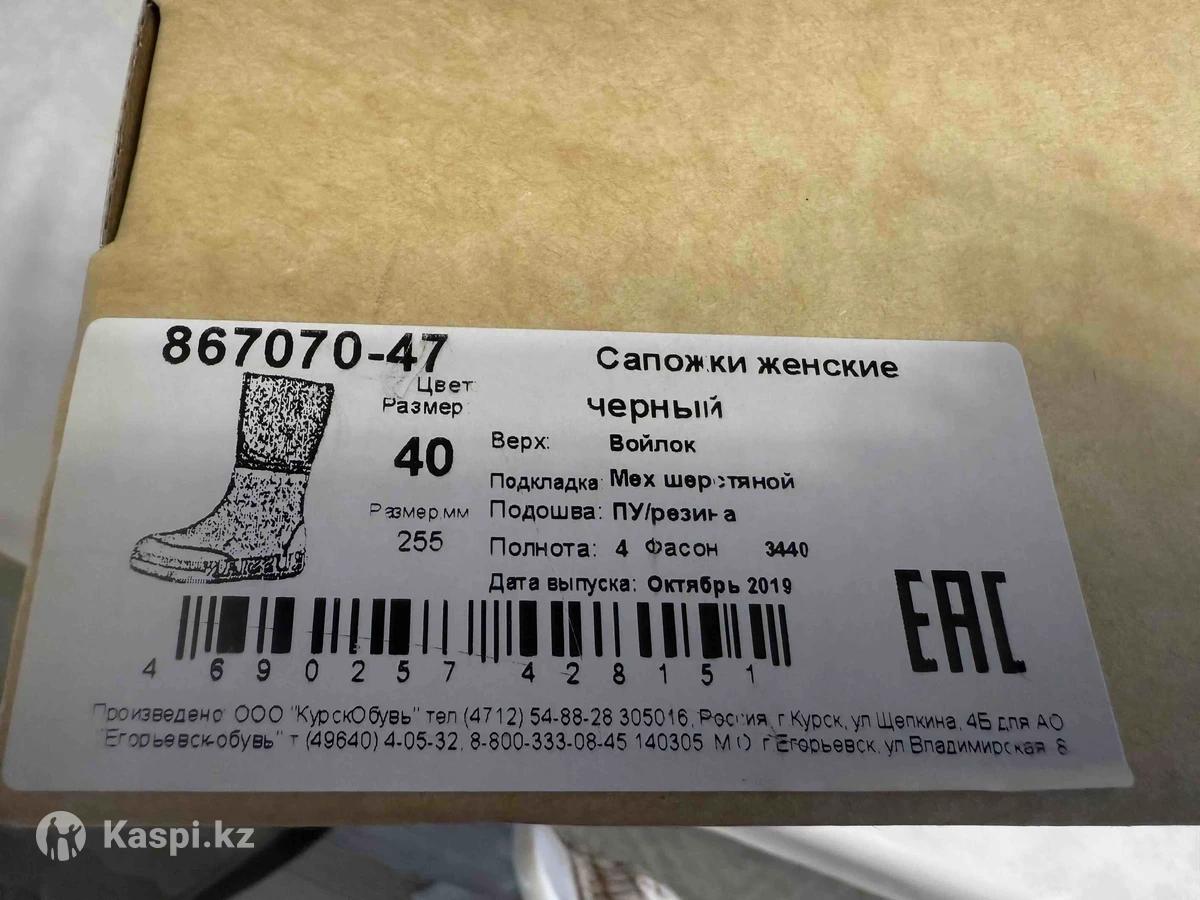 867070-47
Сапожки женские
Цвет:
черный
Размер:
40
Верх: Войлок
Подкладка: Мех шерстяной
Размер,мм
255
Подошва: ПУ/резина
Полнота: 4 Фасон 3440
Дата выпуска: Октябрь 2019
ЕАС
4 690257 428151
Произведено: ООО "КурскОбувь" тел (4712) 54-88-28 305016, Россия, г Курск, ул Щепкина, 4Б для АО
"Егорьевск-обувь" т (49640) 4-05-32, 8-800-333-08-45 140305 М.О. г Егорьевск, ул Владимирская 8
Kaspi.kz